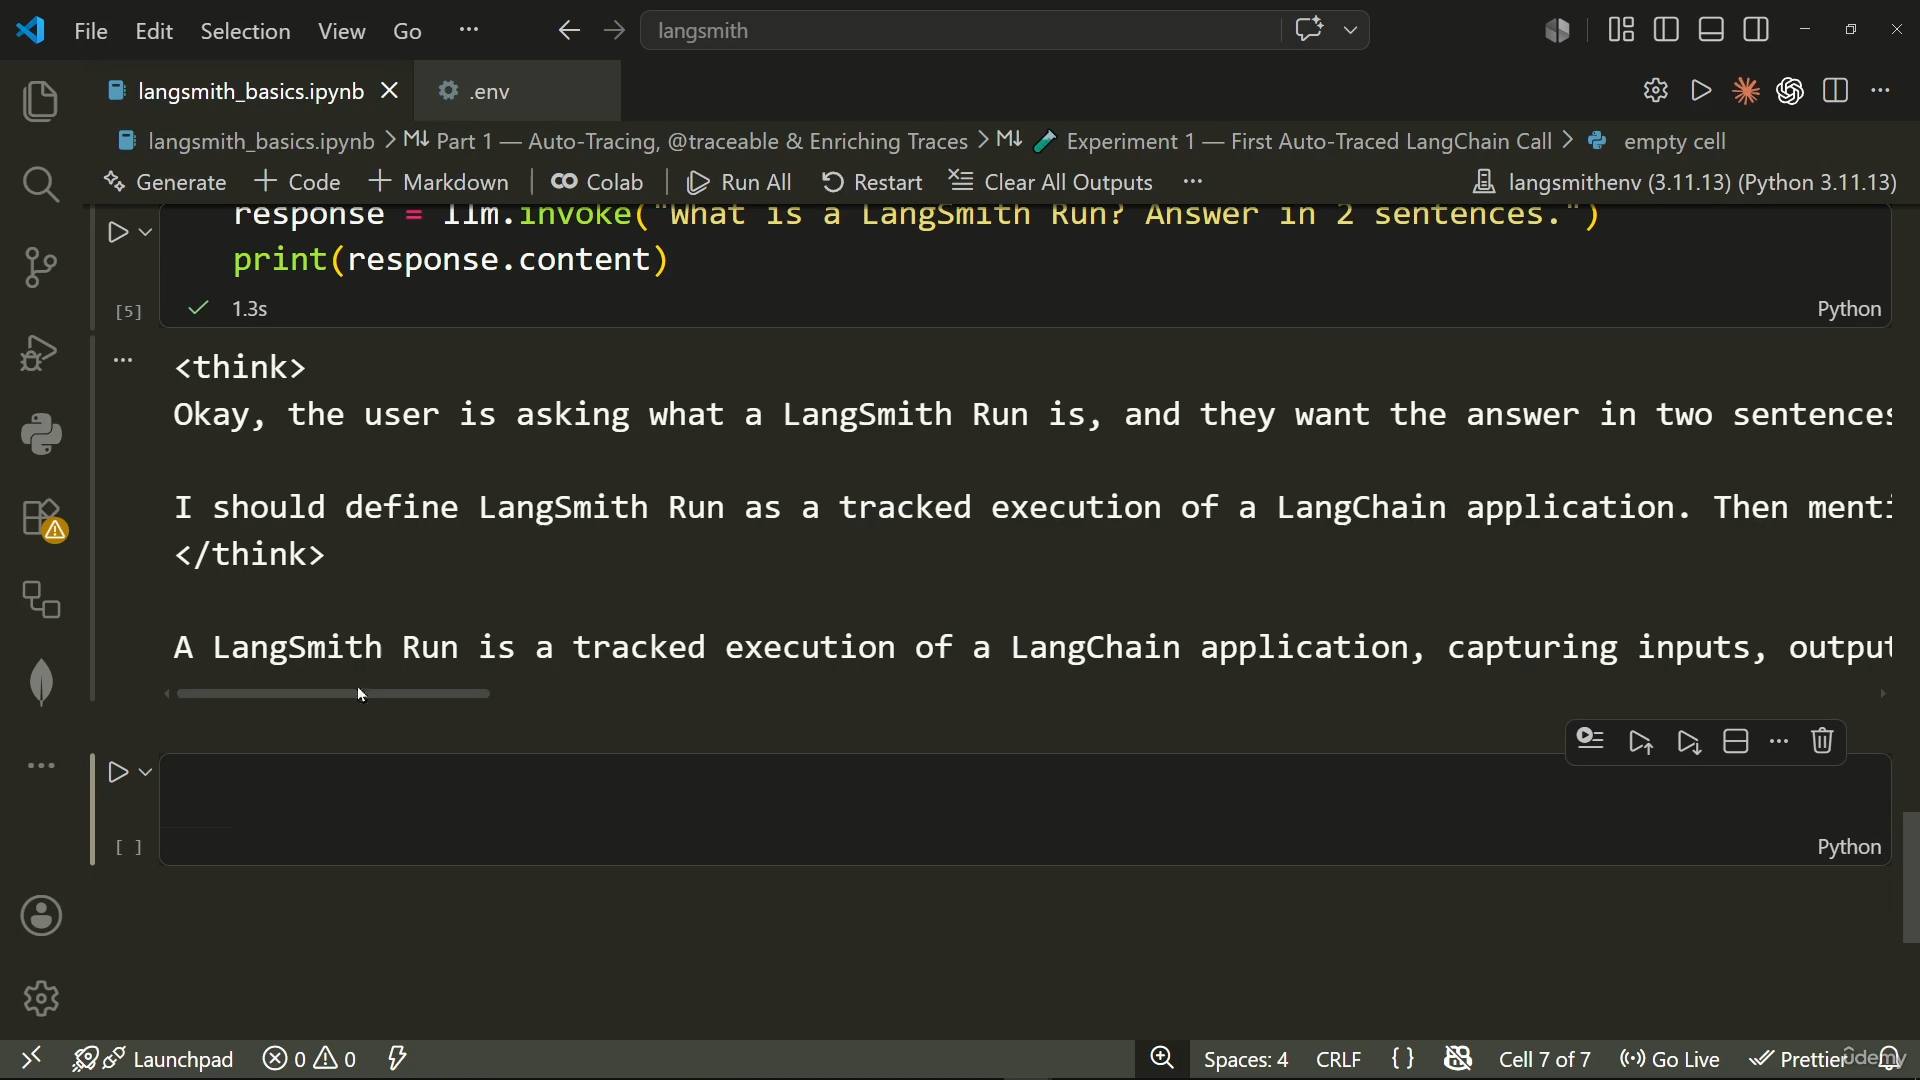 File Edit Selection View Go ··· langsmith
langsmith_basics.ipynb .env
langsmith_basics.ipynb > M↓ Part 1 — Auto-Tracing, @traceable & Enriching Traces > M↓ Experiment 1 — First Auto-Traced LangChain Call > empty cell
Generate + Code + Markdown Colab Run All Restart Clear All Outputs ··· langsmithenv (3.11.13) (Python 3.11.13)
response = llm.invoke("What is a LangSmith Run? Answer in 2 sentences.")
print(response.content)
[5] 1.3s Python
<think>
Okay, the user is asking what a LangSmith Run is, and they want the answer in two sentences
I should define LangSmith Run as a tracked execution of a LangChain application. Then menti
</think>
A LangSmith Run is a tracked execution of a LangChain application, capturing inputs, output
[ ] Python
Launchpad 0 0 Spaces: 4 CRLF { } Cell 7 of 7 Go Live Prettier
ûdemy